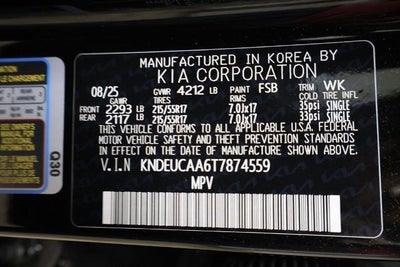 MANUFACTURED IN KOREA BY
KIA CORPORATION
08/25 GVWR 4212 LB PAINT FSB TRIM WK
GAWR TIRES RIMS COLD TIRE INFL
FRONT 2293 LB 215/55R17 7.0Jx17 35psi SINGLE
REAR 2117 LB 215/55R17 7.0Jx17 33psi SINGLE
THIS VEHICLE CONFORMS TO ALL APPLICABLE U.S.A. FEDERAL
MOTOR VEHICLE SAFETY AND THEFT PREVENTION STANDARDS
IN EFFECT ON THE DATE OF MANUFACTURE SHOWN ABOVE.
V.I.N KNDEUCAA6T7874559
MPV
Q30